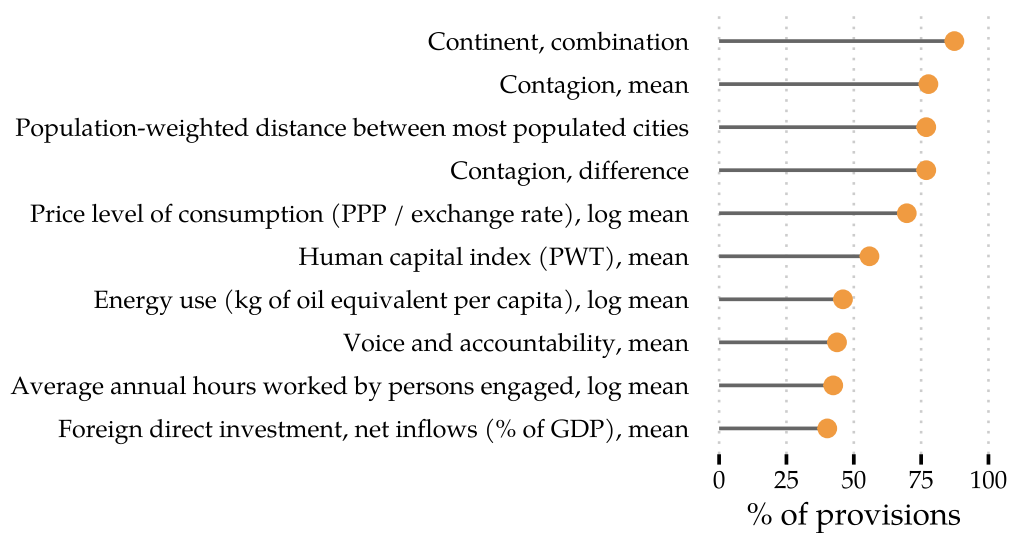 Continent, combination
Contagion, mean
Population-weighted distance between most populated cities
Contagion, difference
Price level of consumption (PPP / exchange rate), log mean
Human capital index (PWT), mean
Energy use (kg of oil equivalent per capita), log mean
Voice and accountability, mean
Average annual hours worked by persons engaged, log mean
Foreign direct investment, net inflows (% of GDP), mean
0 25 50 75 100
% of provisions